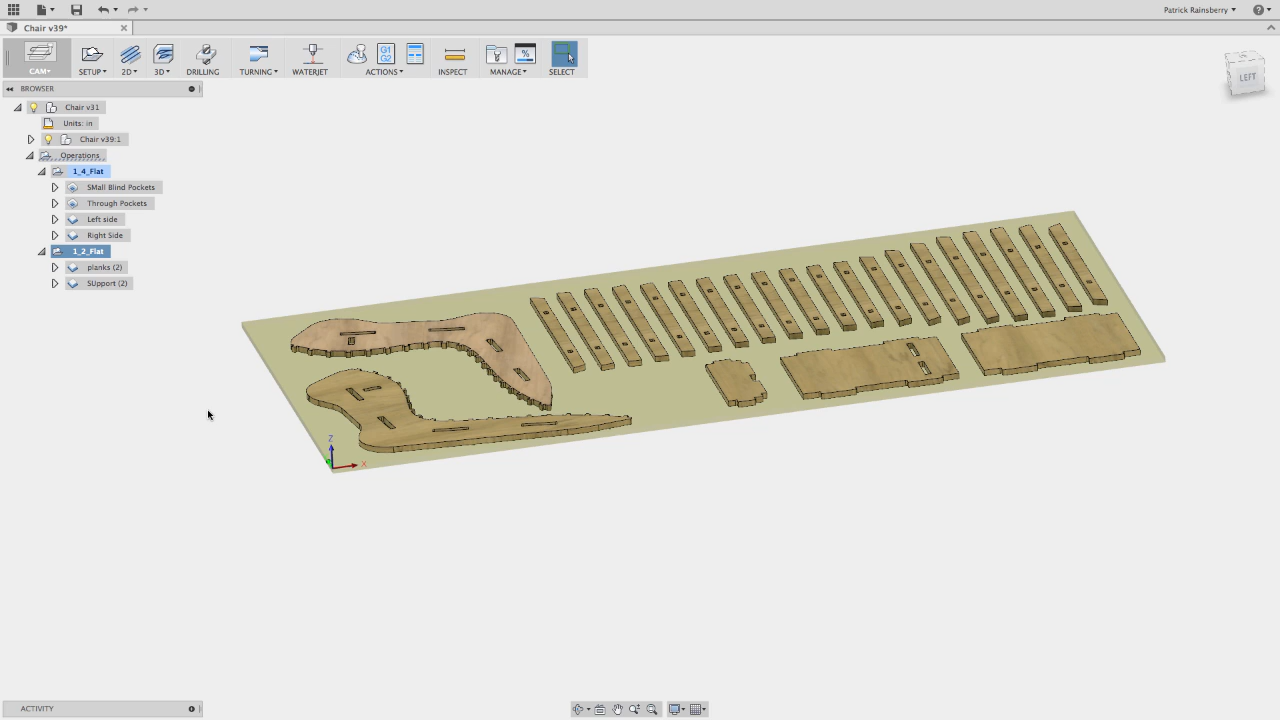 Patrick Rainsberry
Chair v39*
CAM SETUP 2D 3D DRILLING TURNING WATERJET ACTIONS INSPECT MANAGE SELECT
G1
G2
%
BROWSER
LEFT
Chair v31
Units: in
Chair v39:1
Operations
1_4_Flat
SMall Blind Pockets
Through Pockets
Left side
Right Side
1_2_Flat
planks (2)
SUpport (2)
Z
X
ACTIVITY